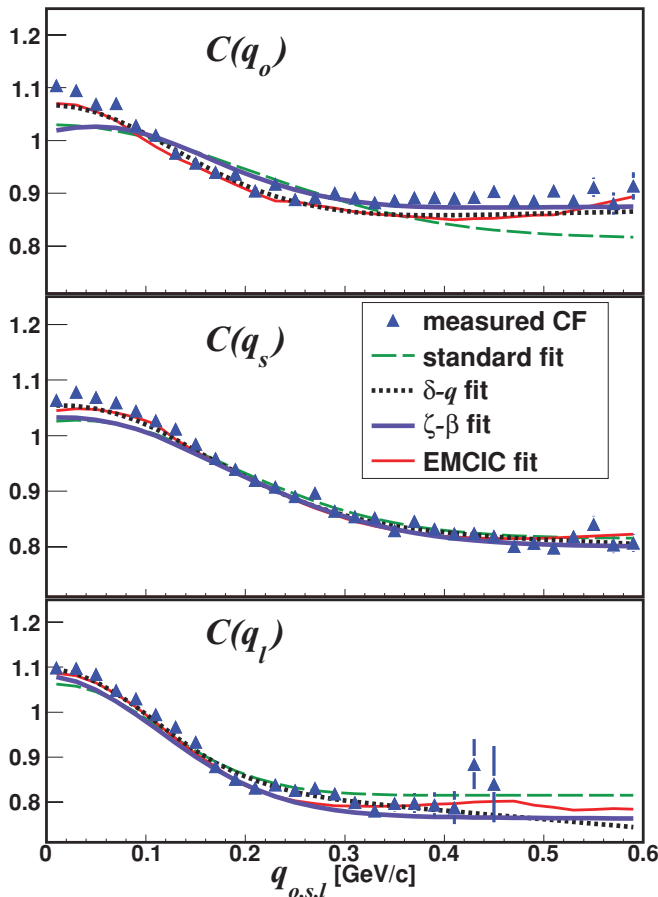 1.2
C(q_o)
1.1
1
0.9
0.8
1.2
C(q_s)
measured CF
1.1
standard fit
δ-q fit
1
ζ-β fit
0.9
EMCIC fit
0.8
1.2
C(q_l)
1.1
1
0.9
0.8
0 0.1 0.2 0.3 0.4 0.5 0.6
q_{o,s,l} [GeV/c]